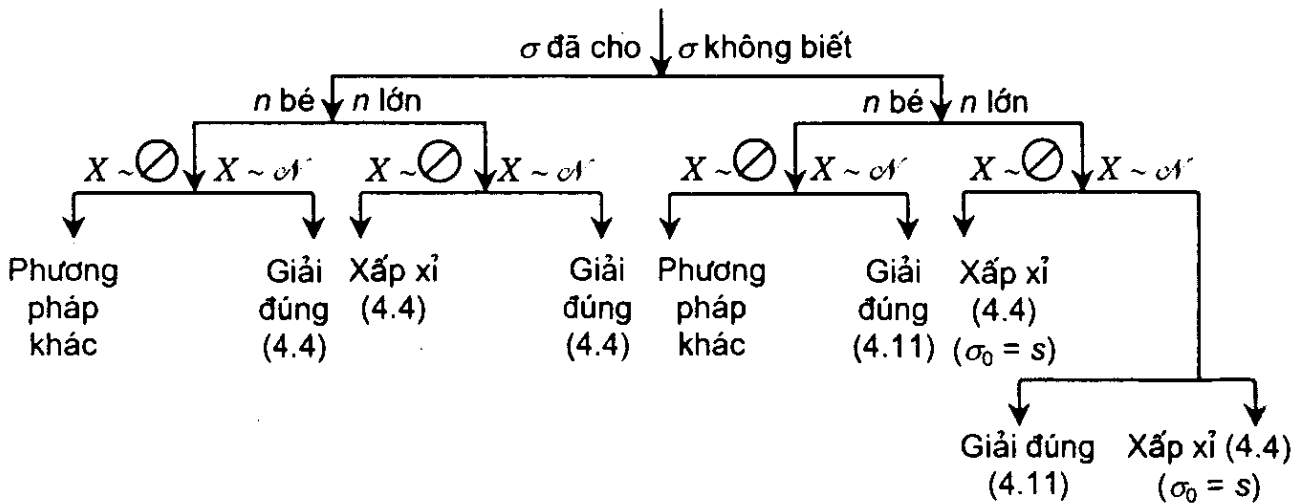 σ đã cho σ không biết
n bé n lớn n bé n lớn
X ~ ∅ X ~ 𝒩 X ~ ∅ X ~ 𝒩 X ~ ∅ X ~ 𝒩 X ~ ∅ X ~ 𝒩
Phương pháp khác
Giải đúng (4.4)
Xấp xỉ (4.4)
Giải đúng (4.4)
Phương pháp khác
Giải đúng (4.11)
Xấp xỉ (4.4) (σ₀ = s)
Giải đúng (4.11)
Xấp xỉ (4.4) (σ₀ = s)